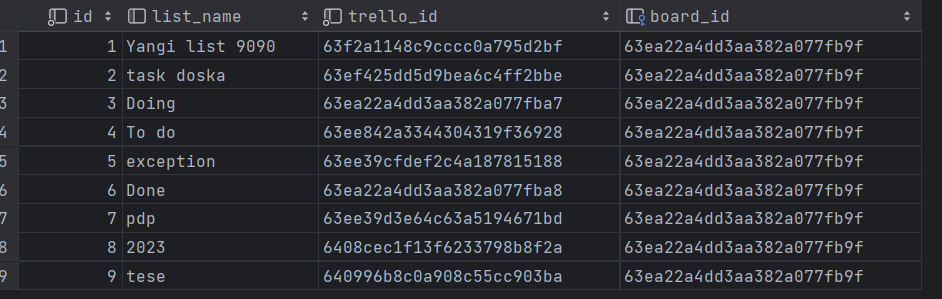 id list_name trello_id board_id
1 1 Yangi list 9090 63f2a1148c9cccc0a795d2bf 63ea22a4dd3aa382a077fb9f
2 2 task doska 63ef425dd5d9bea6c4ff2bbe 63ea22a4dd3aa382a077fb9f
3 3 Doing 63ea22a4dd3aa382a077fba7 63ea22a4dd3aa382a077fb9f
4 4 To do 63ee842a3344304319f36928 63ea22a4dd3aa382a077fb9f
5 5 exception 63ee39cfdef2c4a187815188 63ea22a4dd3aa382a077fb9f
6 6 Done 63ea22a4dd3aa382a077fba8 63ea22a4dd3aa382a077fb9f
7 7 pdp 63ee39d3e64c63a5194671bd 63ea22a4dd3aa382a077fb9f
8 8 2023 6408cec1f13f6233798b8f2a 63ea22a4dd3aa382a077fb9f
9 9 tese 640996b8c0a908c55cc903ba 63ea22a4dd3aa382a077fb9f